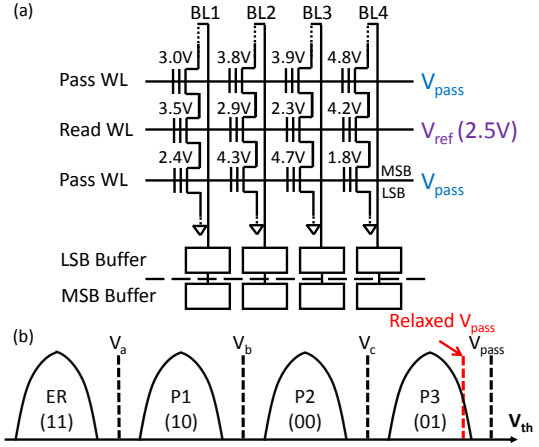 (a)
BL1 BL2 BL3 BL4
3.0V 3.8V 3.9V 4.8V
Pass WL Vpass
3.5V 2.9V 2.3V 4.2V
Read WL Vref (2.5V)
2.4V 4.3V 4.7V 1.8V MSB
Pass WL LSB Vpass
LSB Buffer
MSB Buffer
Relaxed Vpass
(b) Va Vb Vc Vpass
ER P1 P2 P3
(11) (10) (00) (01) Vth